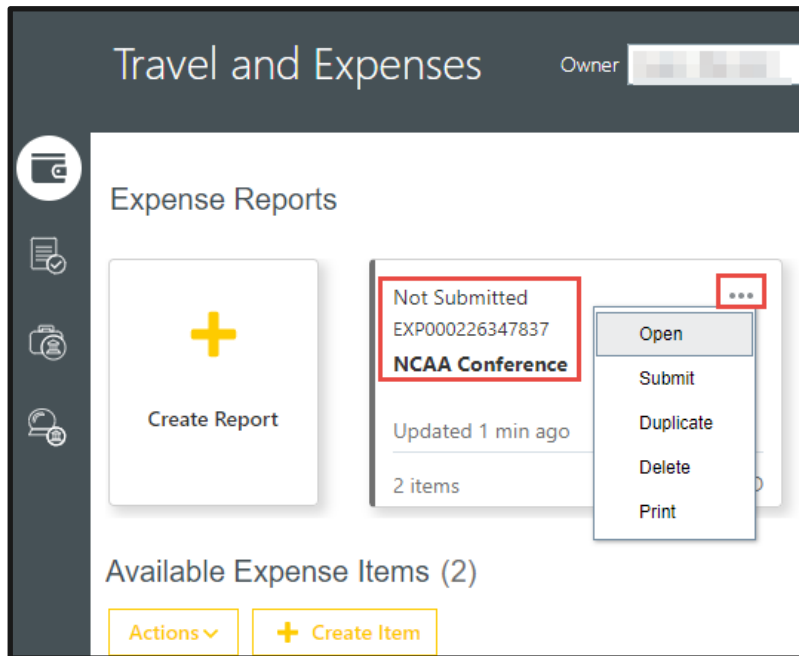 Travel and Expenses
Owner
Expense Reports
Create Report
Not Submitted
EXP000226347837
NCAA Conference
Updated 1 min ago
2 items
Open
Submit
Duplicate
Delete
Print
Available Expense Items (2)
Actions
Create Item